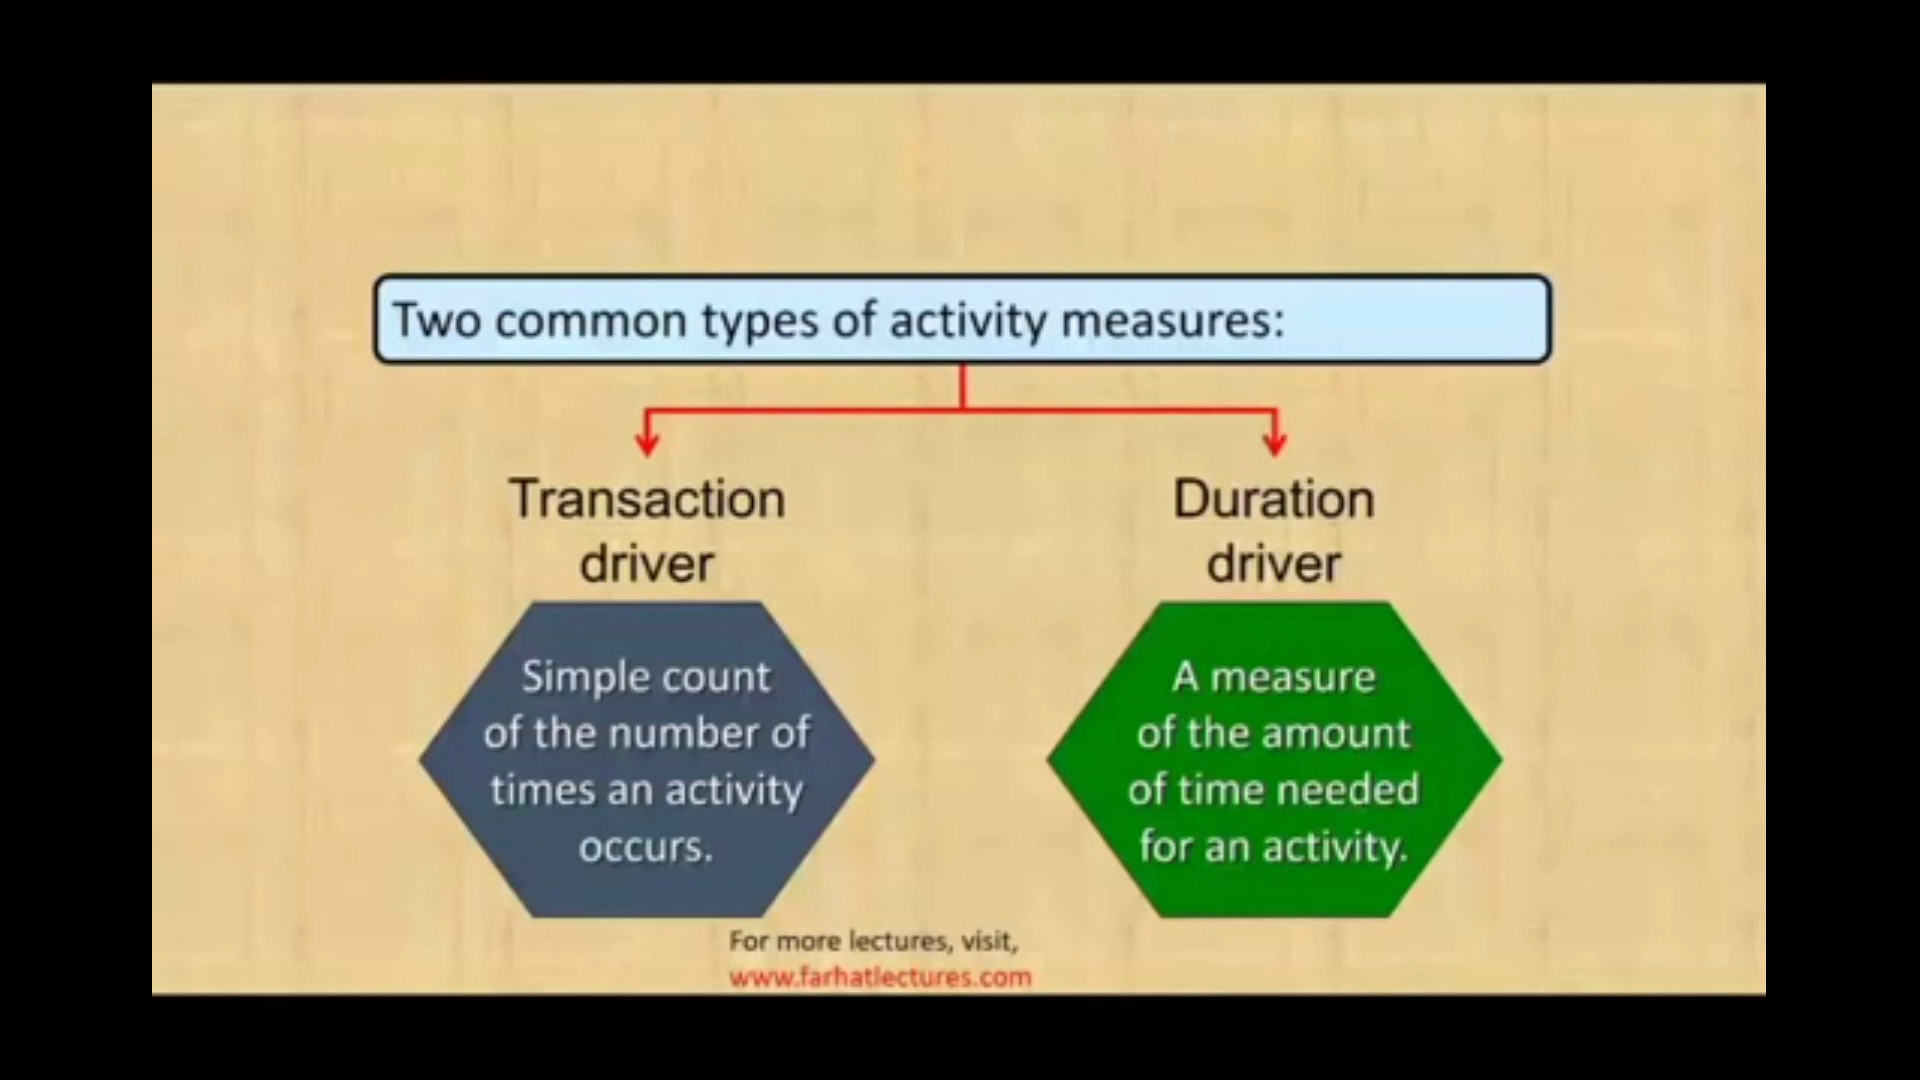 Two common types of activity measures:
Transaction
driver
Simple count
of the number of
times an activity
occurs.
Duration
driver
A measure
of the amount
of time needed
for an activity.
For more lectures, visit,
www.farhatlectures.com